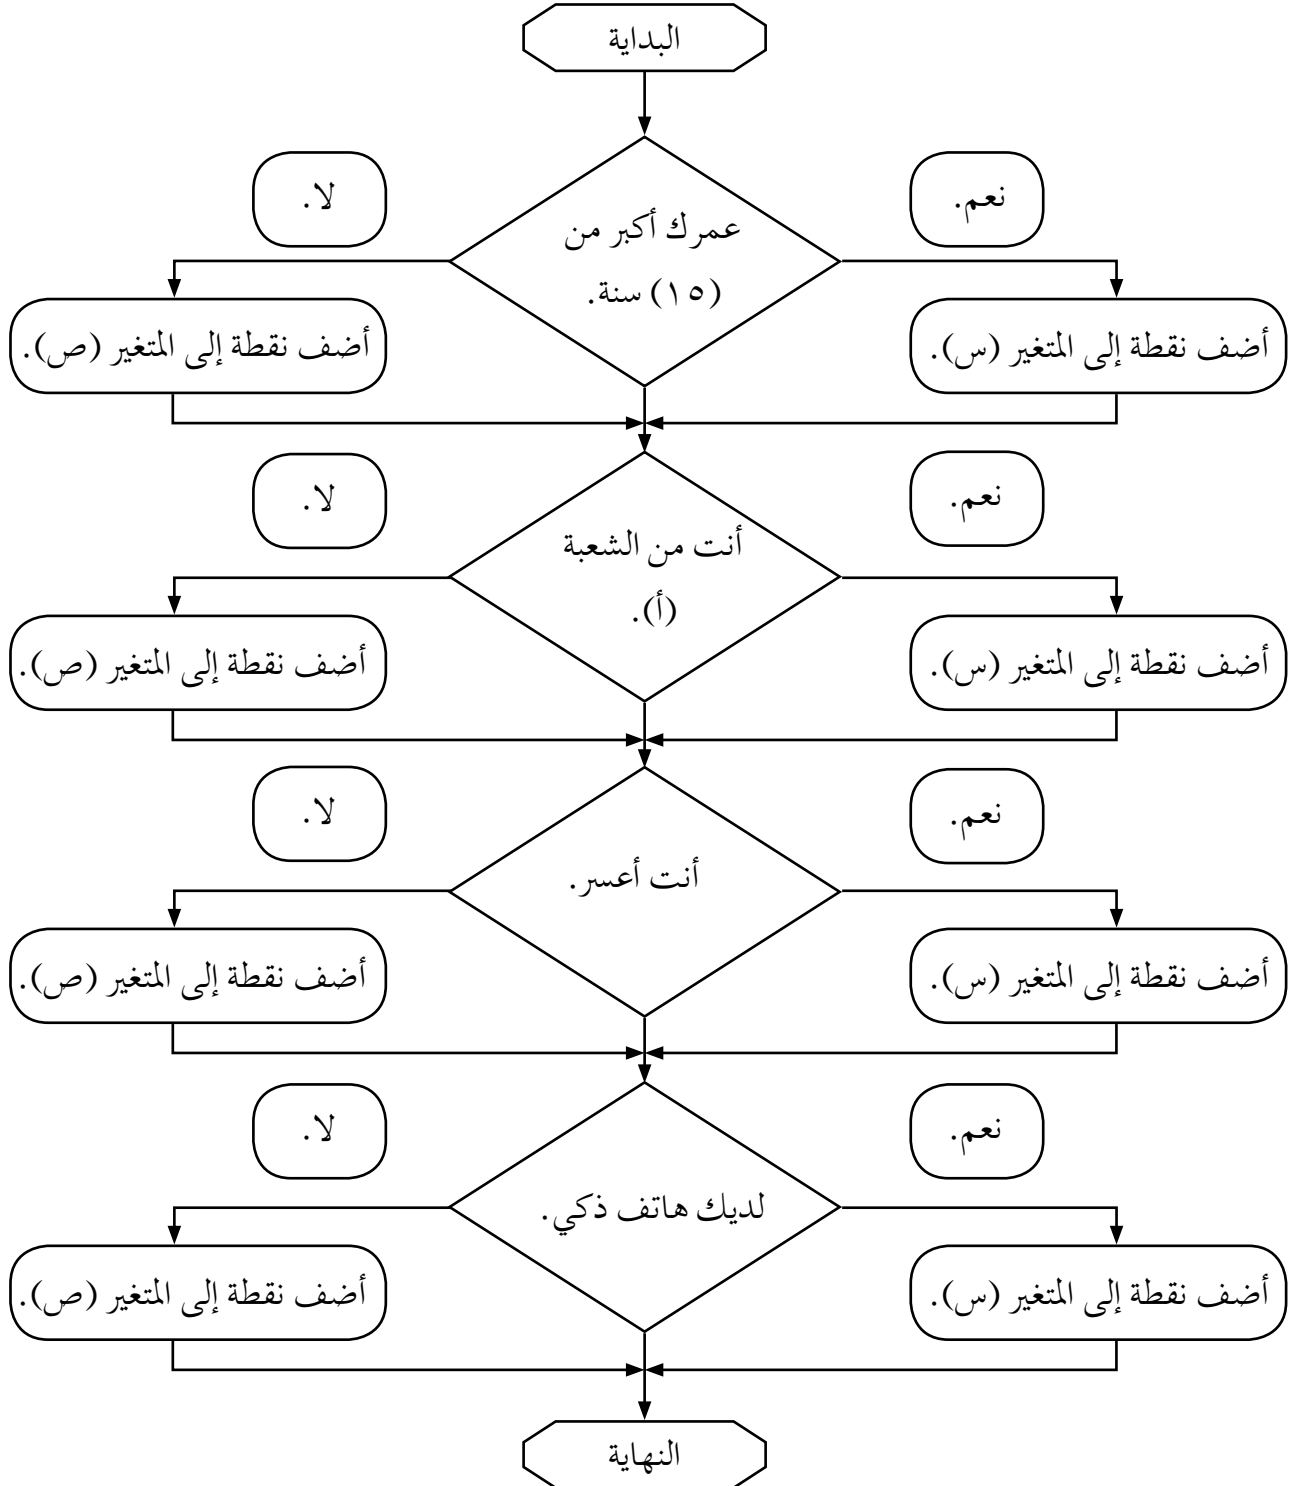 البداية
نعم.
لا.
عمرك أكبر من
(١٥) سنة.
أضف نقطة إلى المتغير (س).
أضف نقطة إلى المتغير (ص).
نعم.
لا.
أنت من الشعبة
(أ).
أضف نقطة إلى المتغير (س).
أضف نقطة إلى المتغير (ص).
نعم.
لا.
أنت أعسر.
أضف نقطة إلى المتغير (س).
أضف نقطة إلى المتغير (ص).
نعم.
لا.
لديك هاتف ذكي.
أضف نقطة إلى المتغير (س).
أضف نقطة إلى المتغير (ص).
النهاية